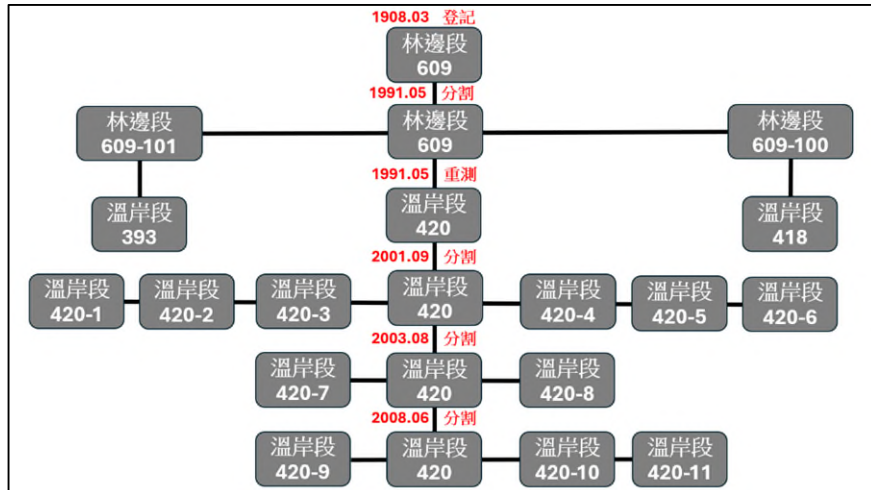 1908.03 登記
林邊段
609
1991.05 分割
林邊段
609-101
林邊段
609
林邊段
609-100
1991.05 重測
溫岸段
393
溫岸段
420
溫岸段
418
2001.09 分割
溫岸段
420-1
溫岸段
420-2
溫岸段
420-3
溫岸段
420
溫岸段
420-4
溫岸段
420-5
溫岸段
420-6
2003.08 分割
溫岸段
420-7
溫岸段
420
溫岸段
420-8
2008.06 分割
溫岸段
420-9
溫岸段
420
溫岸段
420-10
溫岸段
420-11